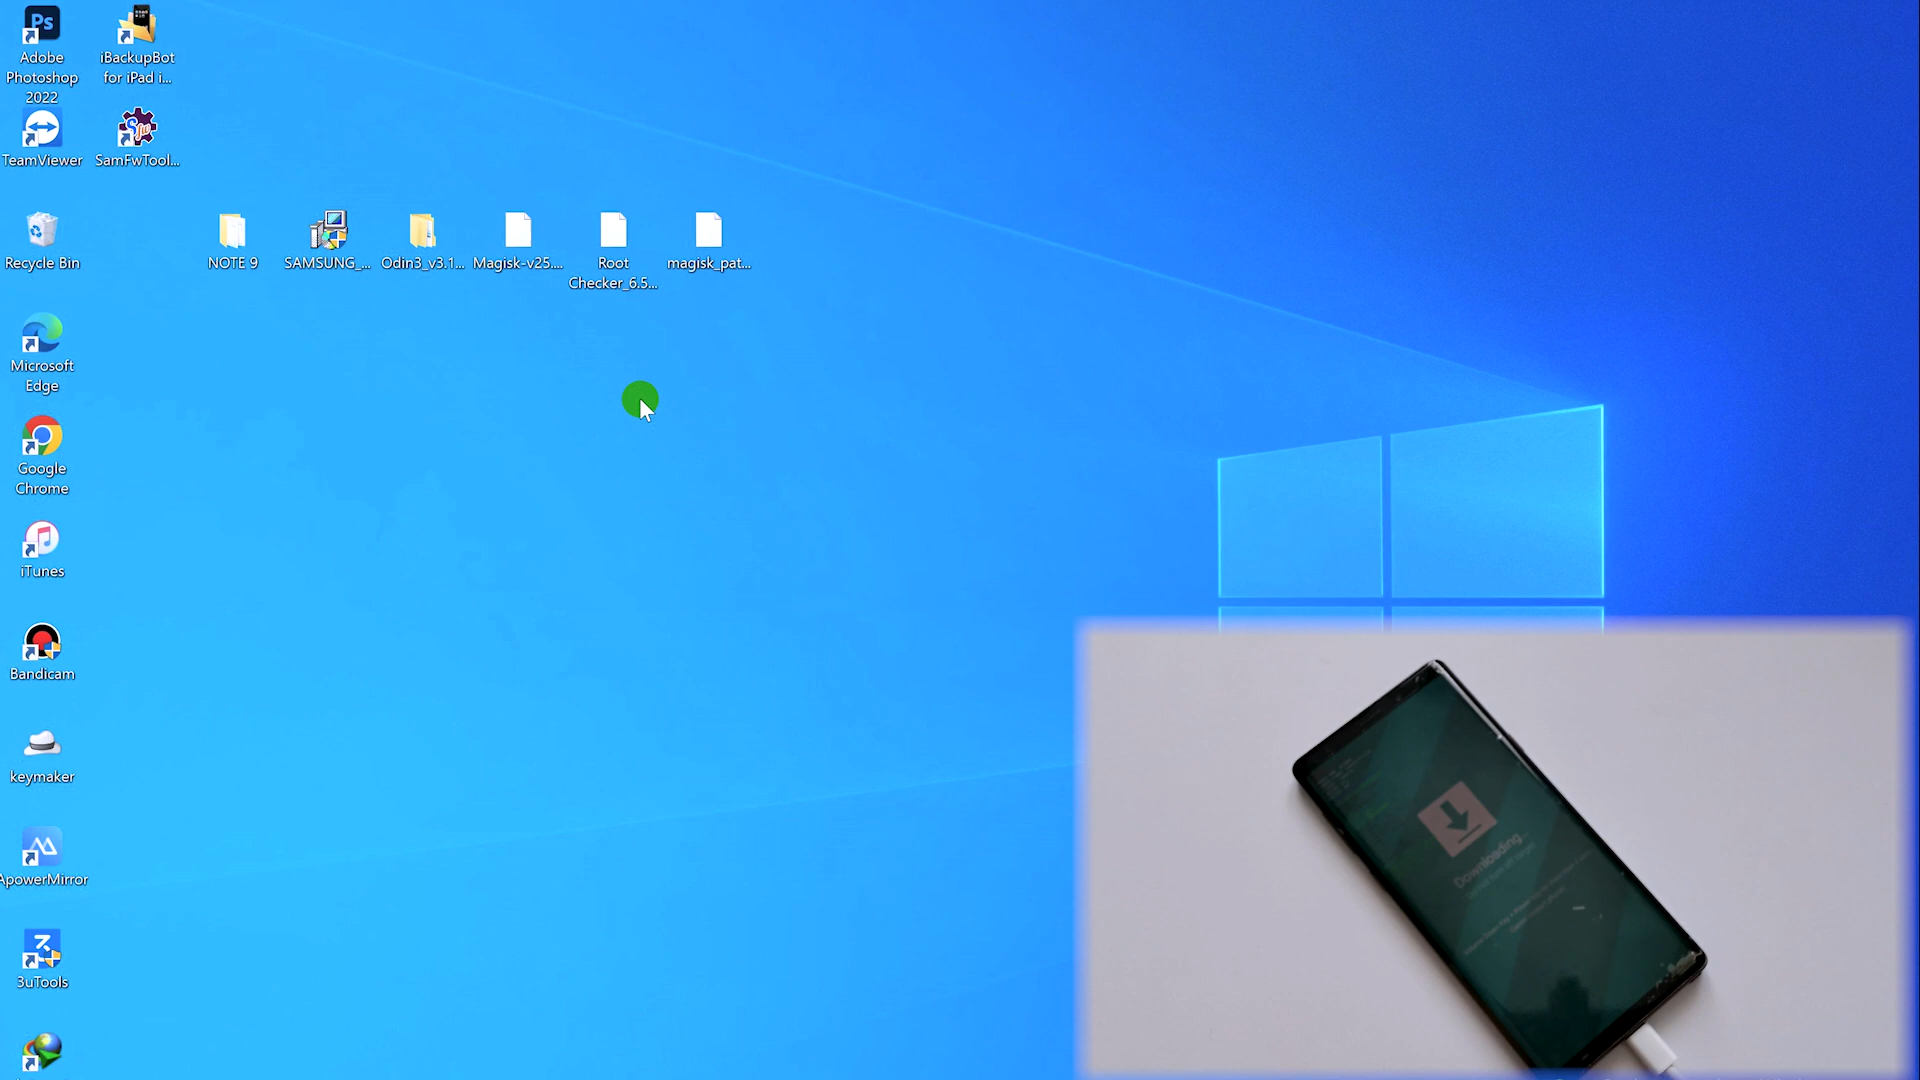 Adobe
Photoshop
2022
iBackupBot
for iPad i...
TeamViewer
SamFwTool...
Recycle Bin
NOTE 9
SAMSUNG_...
Odin3_v3.1...
Magisk-v25....
Root
Checker_6.5...
magisk_pat...
Microsoft
Edge
Google
Chrome
iTunes
Bandicam
keymaker
ApowerMirror
3uTools
Downloading...